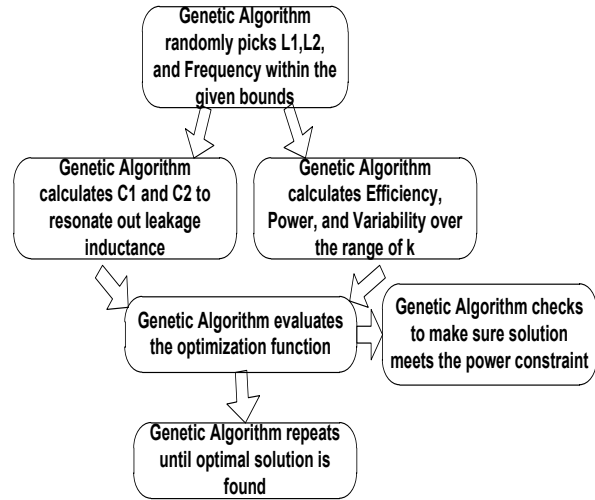 Genetic Algorithm
randomly picks L1,L2,
and Frequency within the
given bounds
Genetic Algorithm
calculates C1 and C2 to
resonate out leakage
inductance
Genetic Algorithm
calculates Efficiency,
Power, and Variability over
the range of k
Genetic Algorithm evaluates
the optimization function
Genetic Algorithm checks
to make sure solution
meets the power constraint
Genetic Algorithm repeats
until optimal solution is
found